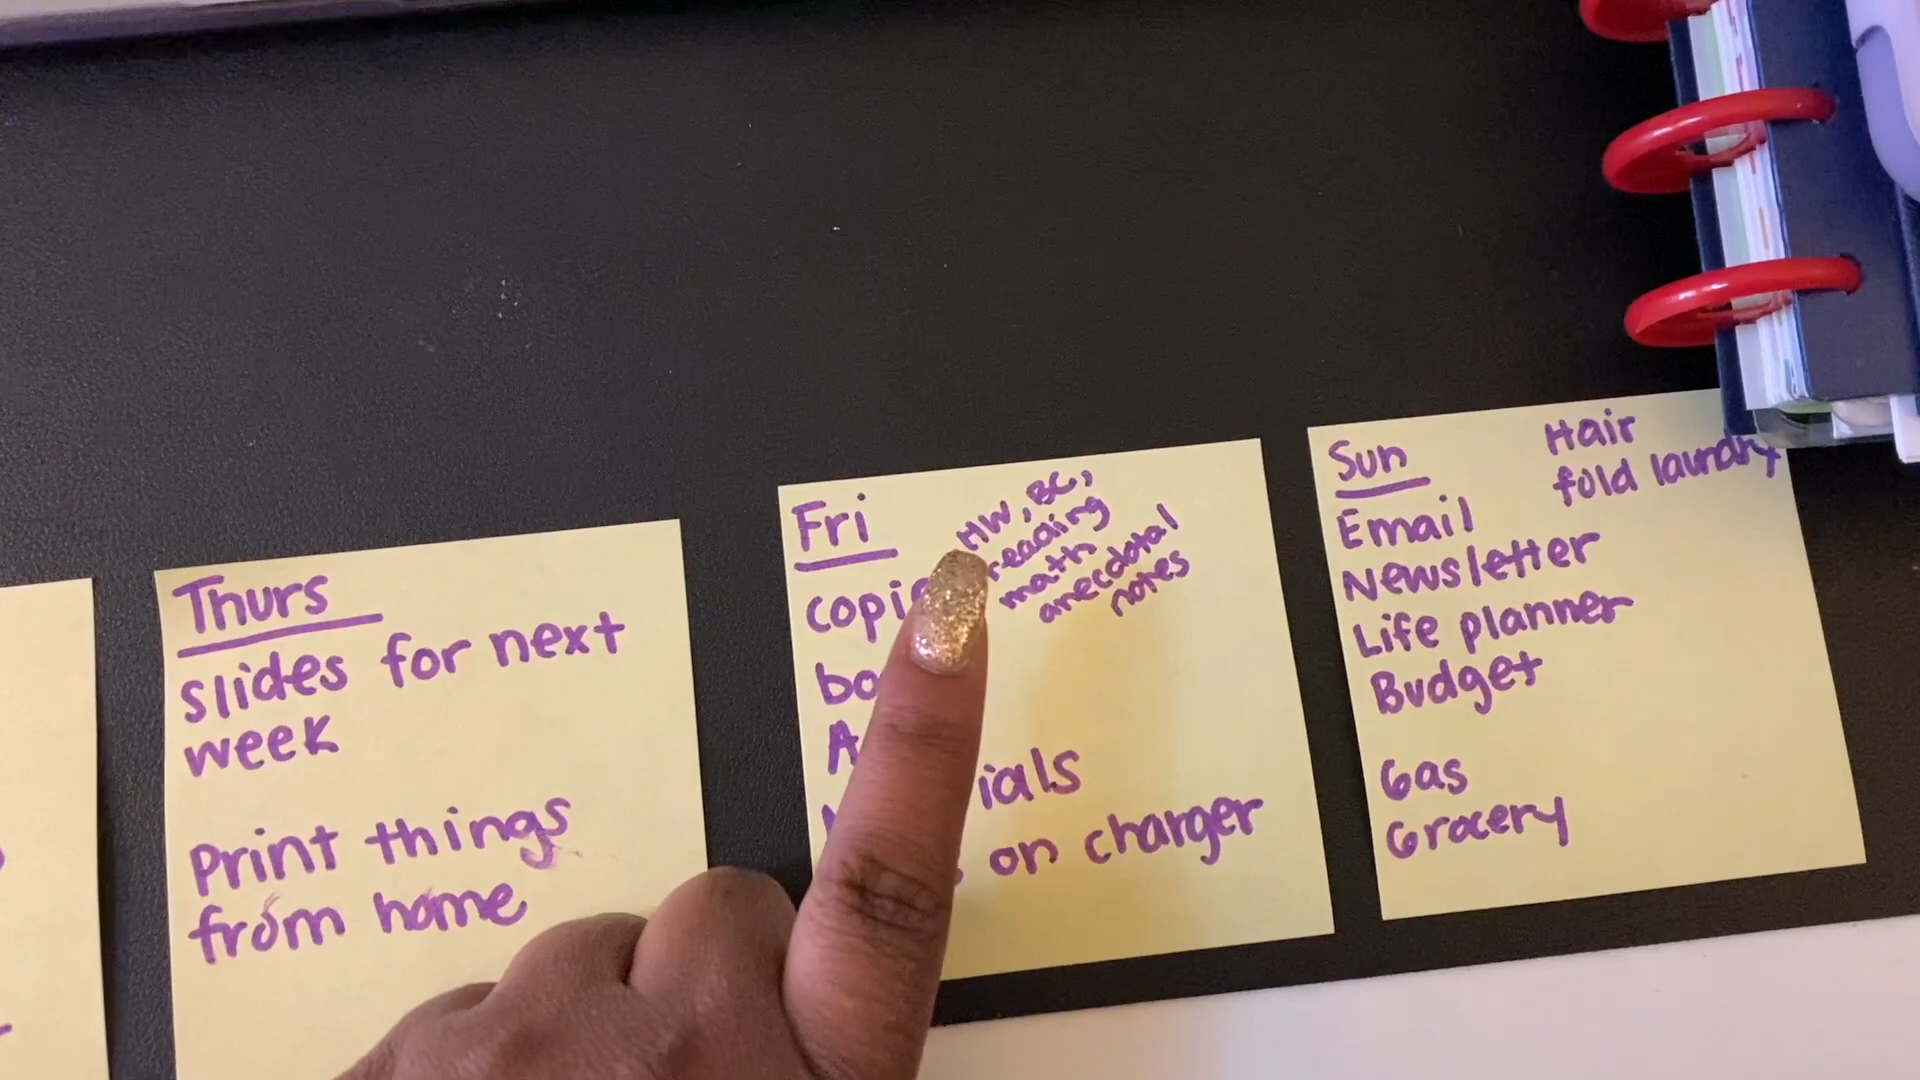 Thurs
slides for next
week
Print things
from home
Fri
HW, BC,
reading
math
anecdotal
notes
on charger
Sun
Hair
fold laundry
Email
Newsletter
Life planner
Budget
Gas
Grocery